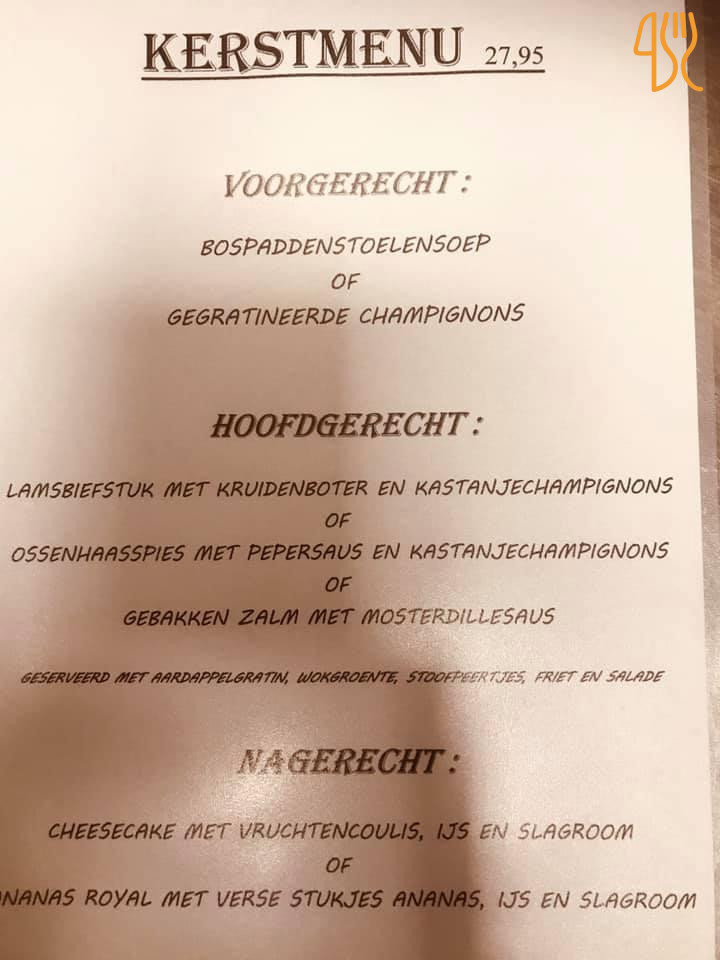 KERSTMENU 27,95
VOORGERECHT :
BOSPADDENSTOELENSOEP
OF
GEGRATINEERDE CHAMPIGNONS
HOOFDGERECHT :
LAMSBIEFSTUK MET KRUIDENBOTER EN KASTANJECHAMPIGNONS
OF
OSSENHAASSPIES MET PEPERSAUS EN KASTANJECHAMPIGNONS
OF
GEBAKKEN ZALM MET MOSTERDILLESAUS
GESERVEERD MET AARDAPPELGRATIN, WOKGROENTE, STOOFPEERTJES, FRIET EN SALADE
NAGERECHT :
CHEESECAKE MET VRUCHTENCOULIS, IJS EN SLAGROOM
OF
ANANAS ROYAL MET VERSE STUKJES ANANAS, IJS EN SLAGROOM